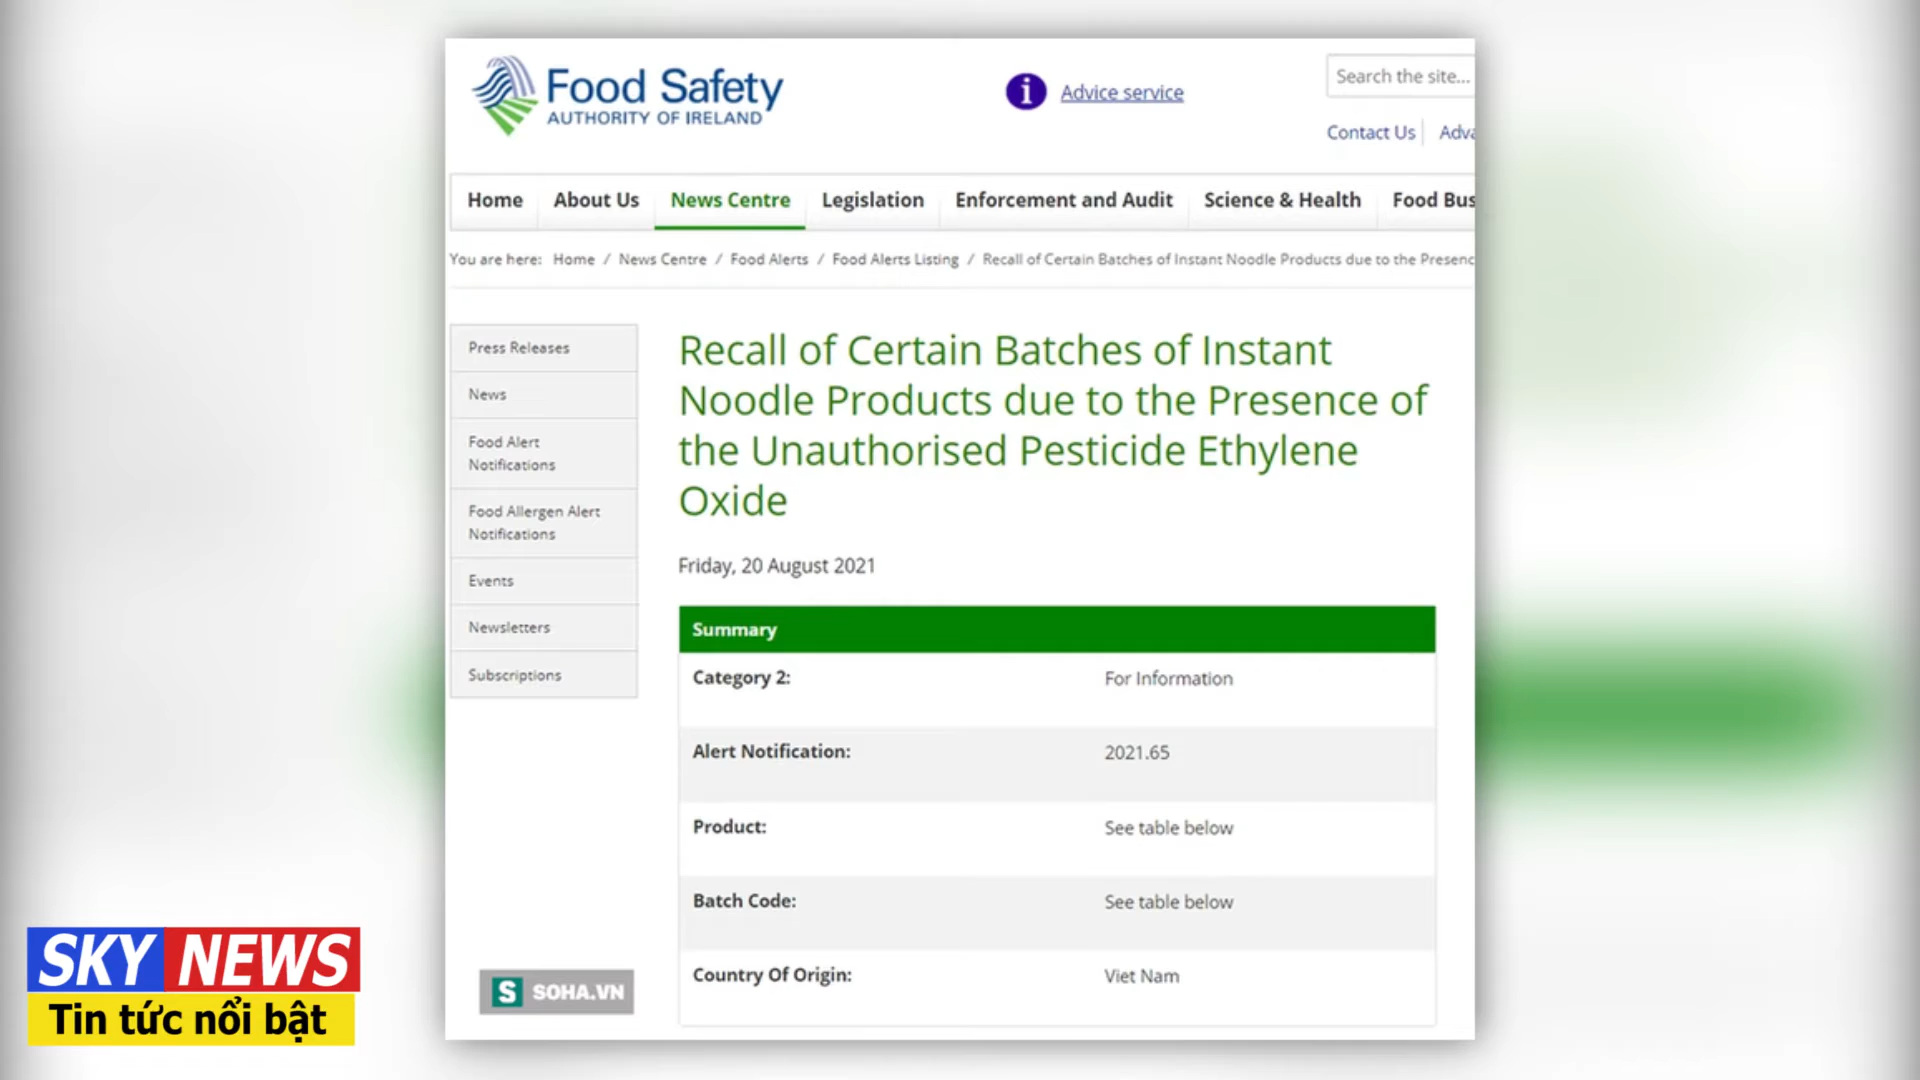 Food Safety
AUTHORITY OF IRELAND
i Advice service
Search the site...
Contact Us
Home About Us News Centre Legislation Enforcement and Audit Science & Health Food Bus
You are here: Home / News Centre / Food Alerts / Food Alerts Listing / Recall of Certain Batches of Instant Noodle Products due to the Presenc
Press Releases
News
Food Alert
Notifications
Food Allergen Alert
Notifications
Events
Newsletters
Subscriptions
Recall of Certain Batches of Instant
Noodle Products due to the Presence of
the Unauthorised Pesticide Ethylene
Oxide
Friday, 20 August 2021
Summary
Category 2: For Information
Alert Notification: 2021.65
Product: See table below
Batch Code: See table below
Country Of Origin: Viet Nam
SKY NEWS
Tin tức nổi bật
S SOHA.VN